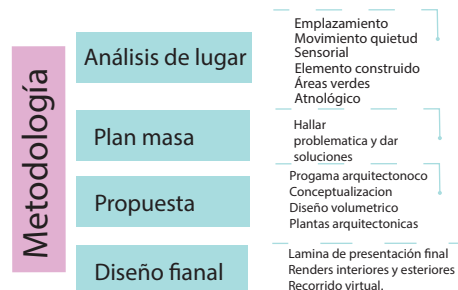 Metodología
Análisis de lugar
Emplazamiento
Movimiento quietud
Sensorial
Elemento construido
Áreas verdes
Atnológico
Plan masa
Hallar
problematica y dar
soluciones
Propuesta
Progama arquitectonoco
Conceptualizacion
Diseño volumetrico
Plantas arquitectonicas
Diseño fianal
Lamina de presentación final
Renders interiores y esteriores
Recorrido virtual.